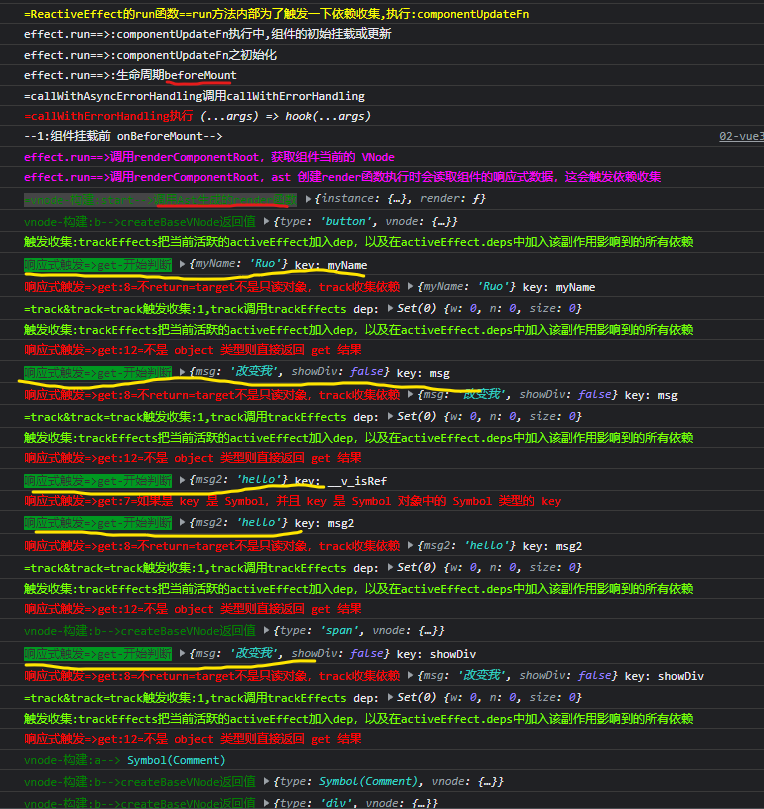 =ReactiveEffect的run函数==run方法内部为了触发一下依赖收集,执行:componentUpdateFn
effect.run==>:componentUpdateFn执行中,组件的初始挂载或更新
effect.run==>:componentUpdateFn之初始化
effect.run==>:生命周期beforeMount
=callWithAsyncErrorHandling调用callWithErrorHandling
=callWithErrorHandling执行 (...args) => hook(...args)
--1:组件挂载前 onBeforeMount--> 02-vue3
effect.run==>调用renderComponentRoot，获取组件当前的 VNode
effect.run==>调用renderComponentRoot，ast 创建render函数执行时会读取组件的响应式数据，这会触发依赖收集
▶{instance: {…}, render: ƒ}
vnode-构建:b-->createBaseVNode返回值 ▶{type: 'button', vnode: {…}}
触发收集:trackEffects把当前活跃的activeEffect加入dep，以及在activeEffect.deps中加入该副作用影响到的所有依赖
响应式触发=>get-开始判断 ▶{myName: 'Ruo'} key: myName
响应式触发=>get:8=不return=target不是只读对象，track收集依赖 ▶{myName: 'Ruo'} key: myName
=track&track=track触发收集:1,track调用trackEffects dep: ▶Set(0) {w: 0, n: 0, size: 0}
触发收集:trackEffects把当前活跃的activeEffect加入dep，以及在activeEffect.deps中加入该副作用影响到的所有依赖
响应式触发=>get:12=不是 object 类型则直接返回 get 结果
响应式触发=>get-开始判断 ▶{msg: '改变我', showDiv: false} key: msg
响应式触发=>get:8=不return=target不是只读对象，track收集依赖 ▶{msg: '改变我', showDiv: false} key: msg
=track&track=track触发收集:1,track调用trackEffects dep: ▶Set(0) {w: 0, n: 0, size: 0}
触发收集:trackEffects把当前活跃的activeEffect加入dep，以及在activeEffect.deps中加入该副作用影响到的所有依赖
响应式触发=>get:12=不是 object 类型则直接返回 get 结果
响应式触发=>get-开始判断 ▶{msg2: 'hello'} key: __v_isRef
响应式触发=>get:7=如果是 key 是 Symbol，并且 key 是 Symbol 对象中的 Symbol 类型的 key
响应式触发=>get-开始判断 ▶{msg2: 'hello'} key: msg2
响应式触发=>get:8=不return=target不是只读对象，track收集依赖 ▶{msg2: 'hello'} key: msg2
=track&track=track触发收集:1,track调用trackEffects dep: ▶Set(0) {w: 0, n: 0, size: 0}
触发收集:trackEffects把当前活跃的activeEffect加入dep，以及在activeEffect.deps中加入该副作用影响到的所有依赖
响应式触发=>get:12=不是 object 类型则直接返回 get 结果
vnode-构建:b-->createBaseVNode返回值 ▶{type: 'span', vnode: {…}}
响应式触发=>get-开始判断 ▶{msg: '改变我', showDiv: false} key: showDiv
响应式触发=>get:8=不return=target不是只读对象，track收集依赖 ▶{msg: '改变我', showDiv: false} key: showDiv
=track&track=track触发收集:1,track调用trackEffects dep: ▶Set(0) {w: 0, n: 0, size: 0}
触发收集:trackEffects把当前活跃的activeEffect加入dep，以及在activeEffect.deps中加入该副作用影响到的所有依赖
响应式触发=>get:12=不是 object 类型则直接返回 get 结果
vnode-构建:a--> Symbol(Comment)
vnode-构建:b-->createBaseVNode返回值 ▶{type: Symbol(Comment), vnode: {…}}
vnode-构建:b-->createBaseVNode返回值 ▶{type: 'div', vnode: {…}}